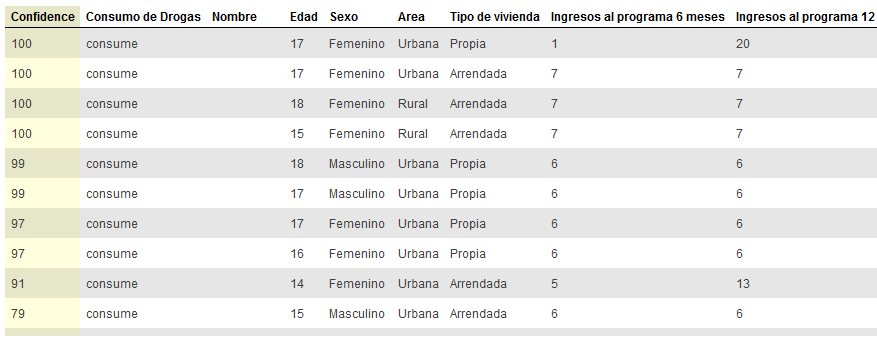 Confidence Consumo de Drogas Nombre Edad Sexo Area Tipo de vivienda Ingresos al programa 6 meses Ingresos al programa 12
100 consume 17 Femenino Urbana Propia 1 20
100 consume 17 Femenino Urbana Arrendada 7 7
100 consume 18 Femenino Rural Arrendada 7 7
100 consume 15 Femenino Rural Arrendada 7 7
99 consume 18 Masculino Urbana Propia 6 6
99 consume 17 Masculino Urbana Propia 6 6
97 consume 17 Femenino Urbana Propia 6 6
97 consume 16 Femenino Urbana Propia 6 6
91 consume 14 Femenino Urbana Arrendada 5 13
79 consume 15 Masculino Urbana Arrendada 6 6